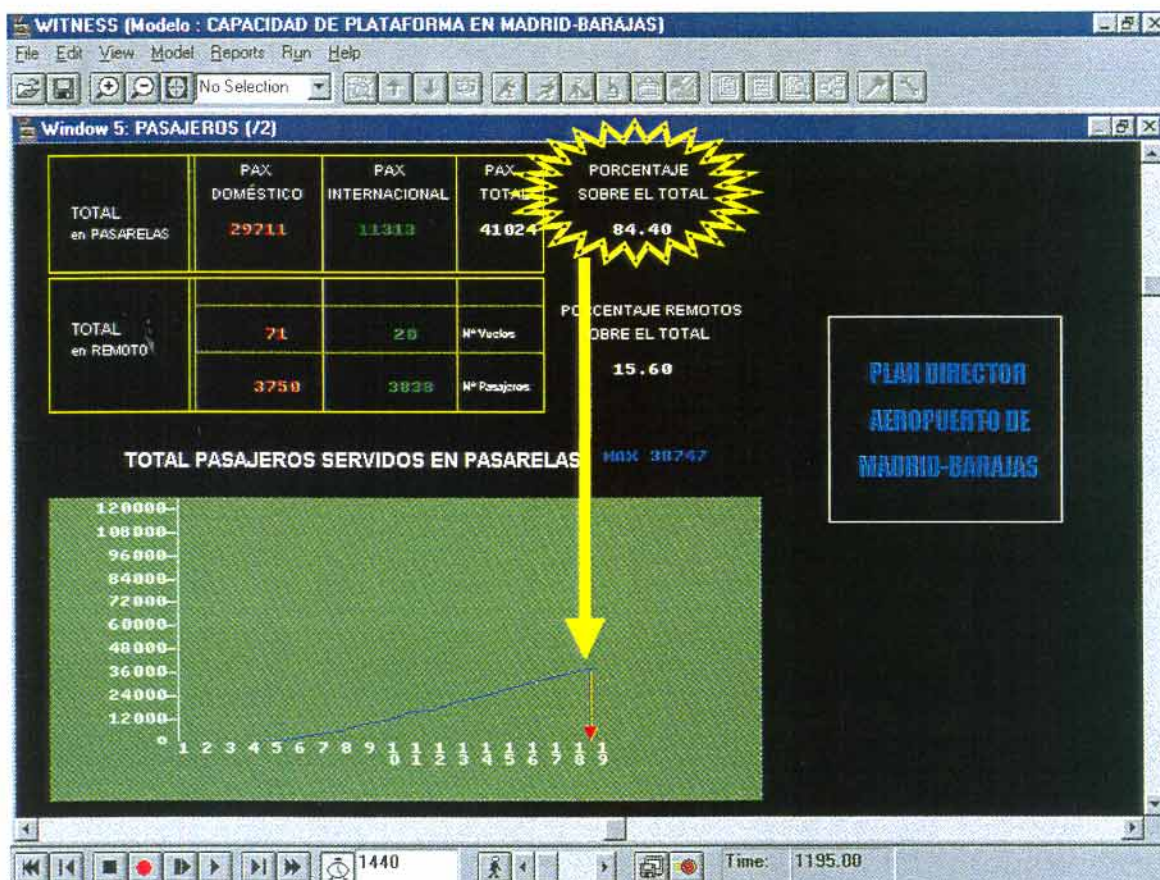 WITNESS (Modelo : CAPACIDAD DE PLATAFORMA EN MADRID-BARAJAS)
File Edit View Model Reports Run Help
No Selection
Window 5: PASAJEROS (/2)
PAX DOMÉSTICO
PAX INTERNACIONAL
PAX TOTAL
PORCENTAJE SOBRE EL TOTAL
TOTAL en PASARELAS
29711
11313
41024
84.40
TOTAL en REMOTO
71
20
Nº Vuelos
3750
3838
Nº Pasajeros
PORCENTAJE REMOTOS
SOBRE EL TOTAL
15.60
PLAN DIRECTOR
AEROPUERTO DE
MADRID-BARAJAS
TOTAL PASAJEROS SERVIDOS EN PASARELAS
MAX 38747
120000
108000
96000
84000
72000
60000
48000
36000
24000
12000
0
1 2 3 4 5 6 7 8 9 10 11 12 13 14 15 16 17 18 19
1440
Time: 1195.00